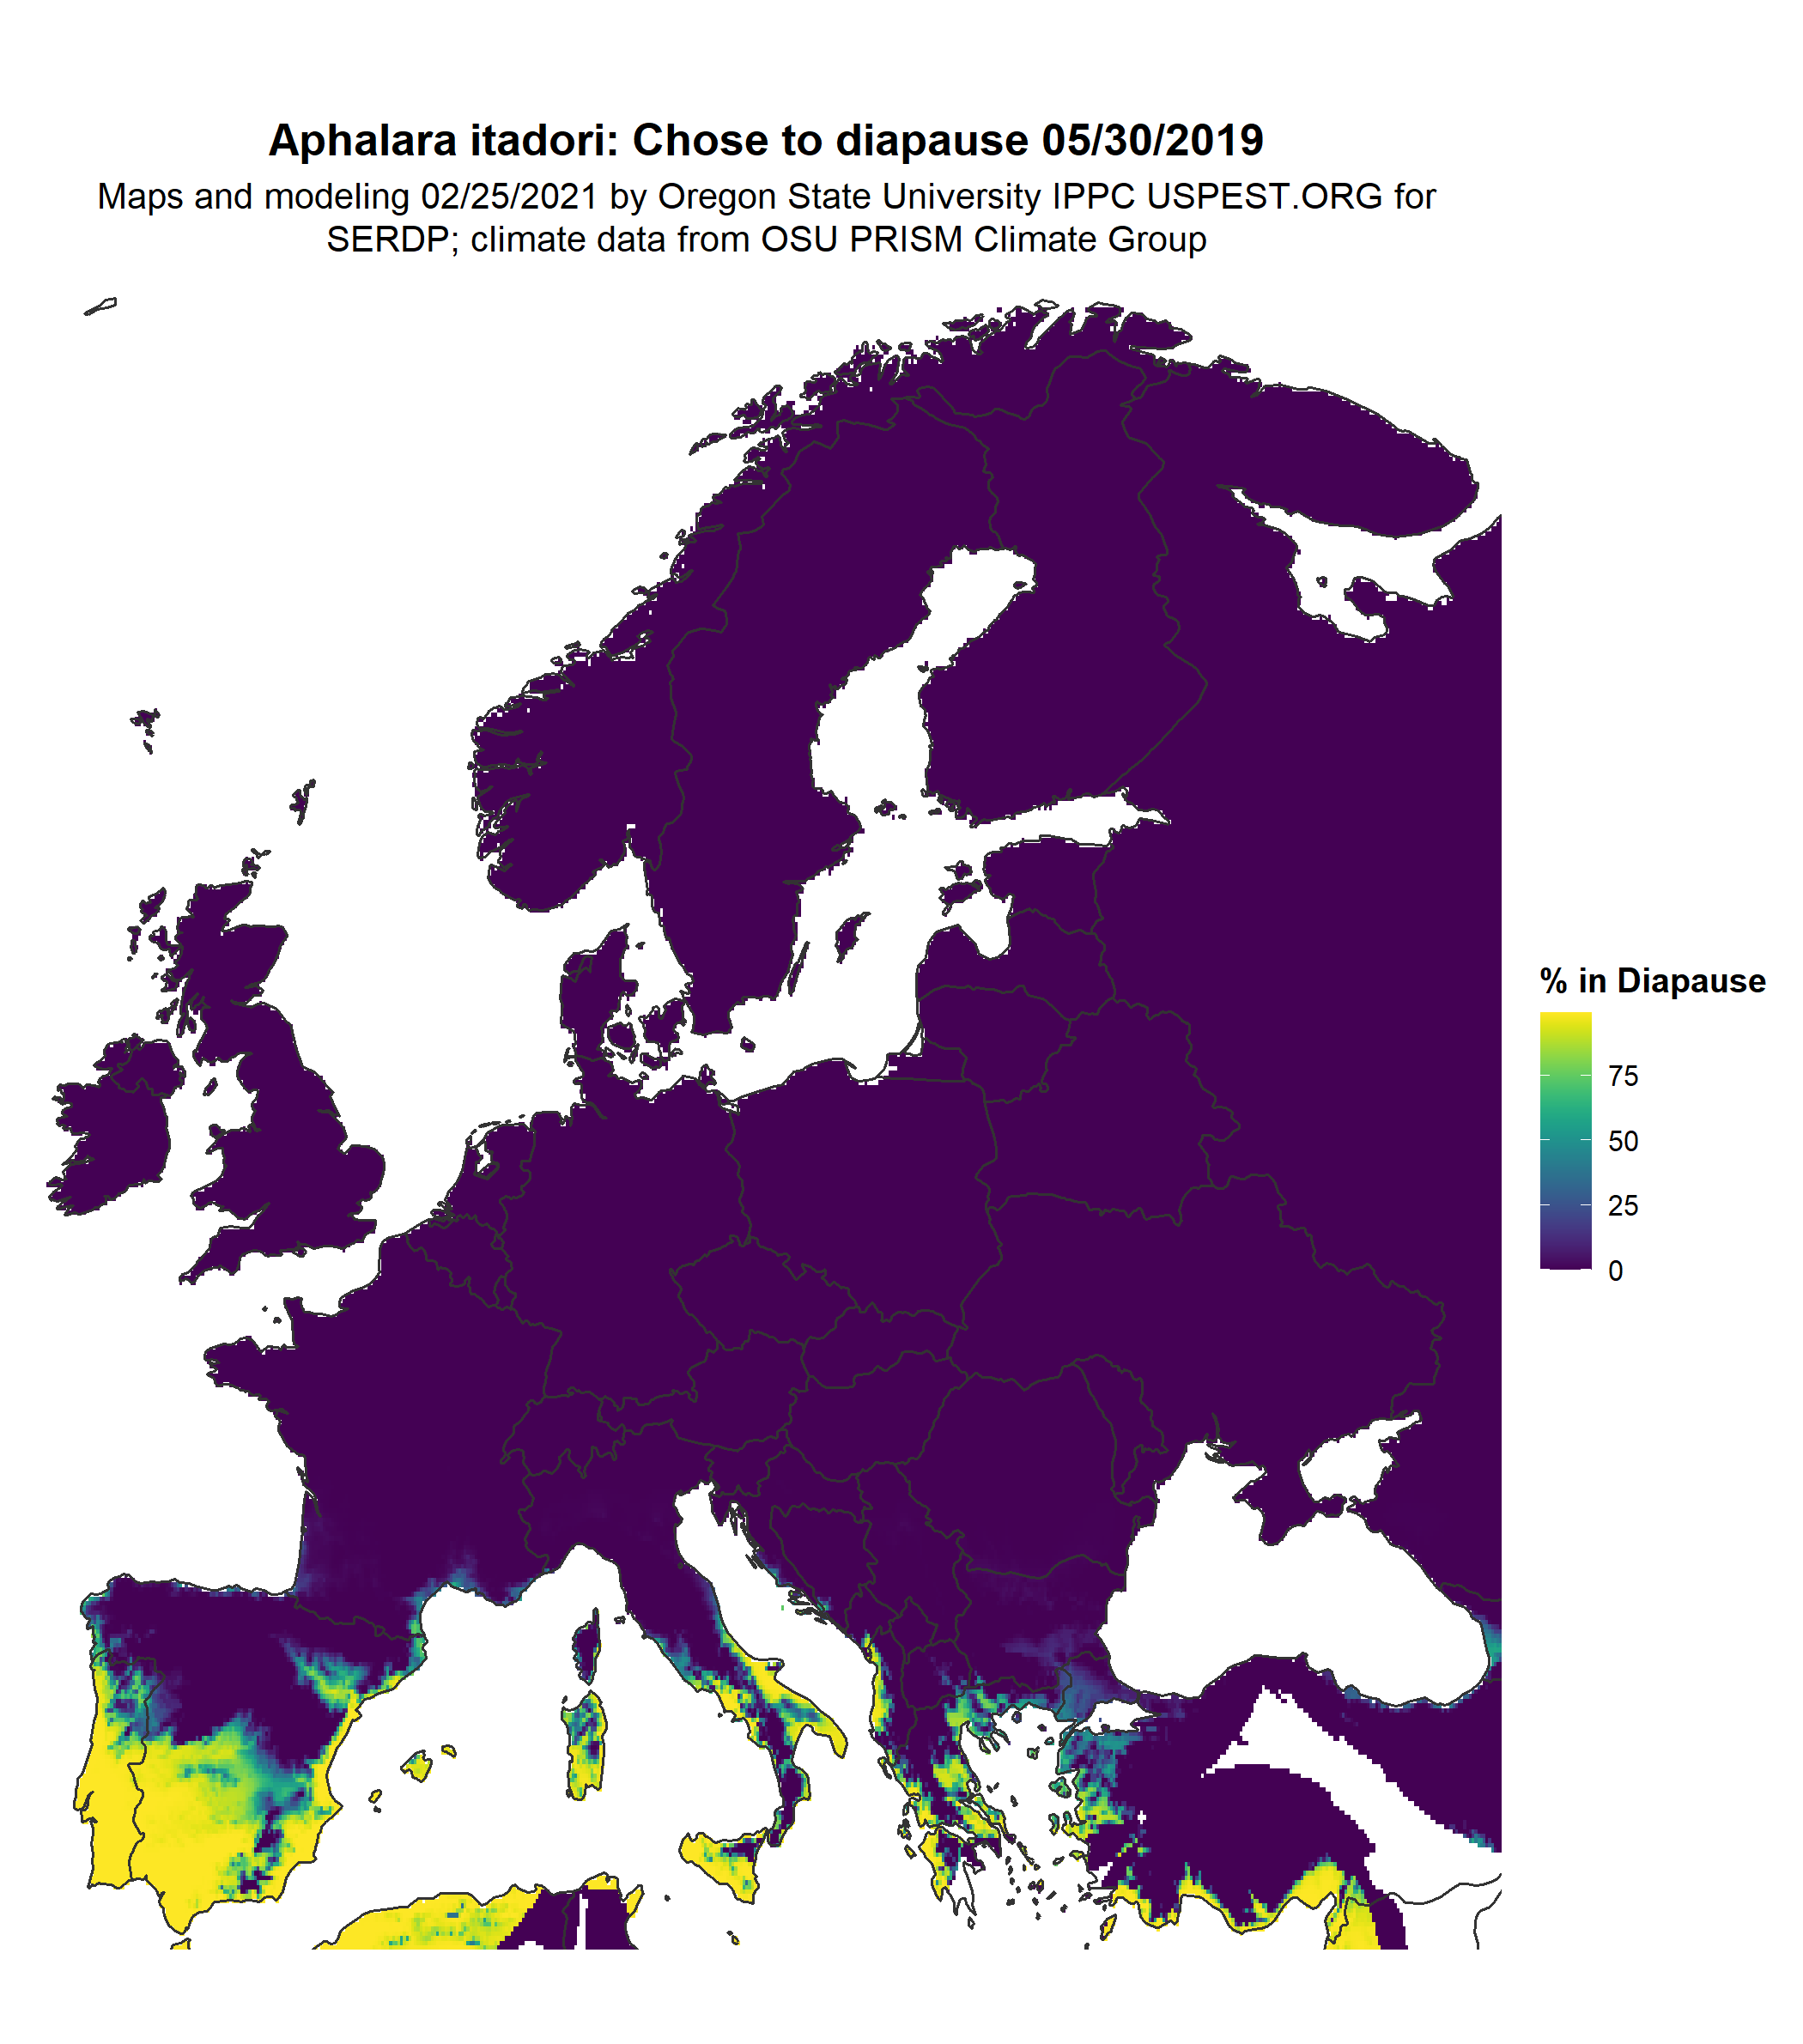 Aphalara itadori: Chose to diapause 05/30/2019
Maps and modeling 02/25/2021 by Oregon State University IPPC USPEST.ORG for
SERDP; climate data from OSU PRISM Climate Group
% in Diapause
75
50
25
0